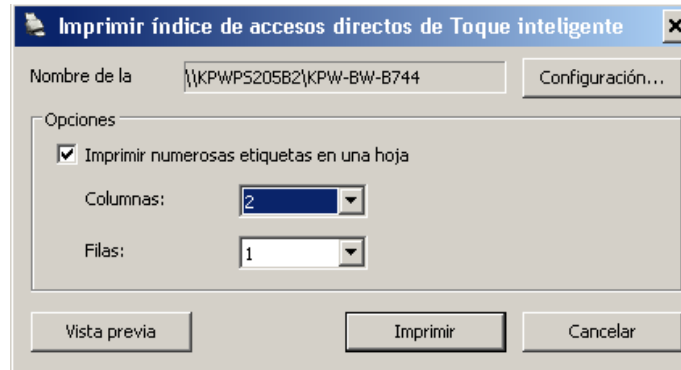 Imprimir índice de accesos directos de Toque inteligente
Nombre de la \\KPWPS205B2\KPW-BW-B744 Configuración...
Opciones
Imprimir numerosas etiquetas en una hoja
Columnas: 2
Filas: 1
Vista previa Imprimir Cancelar